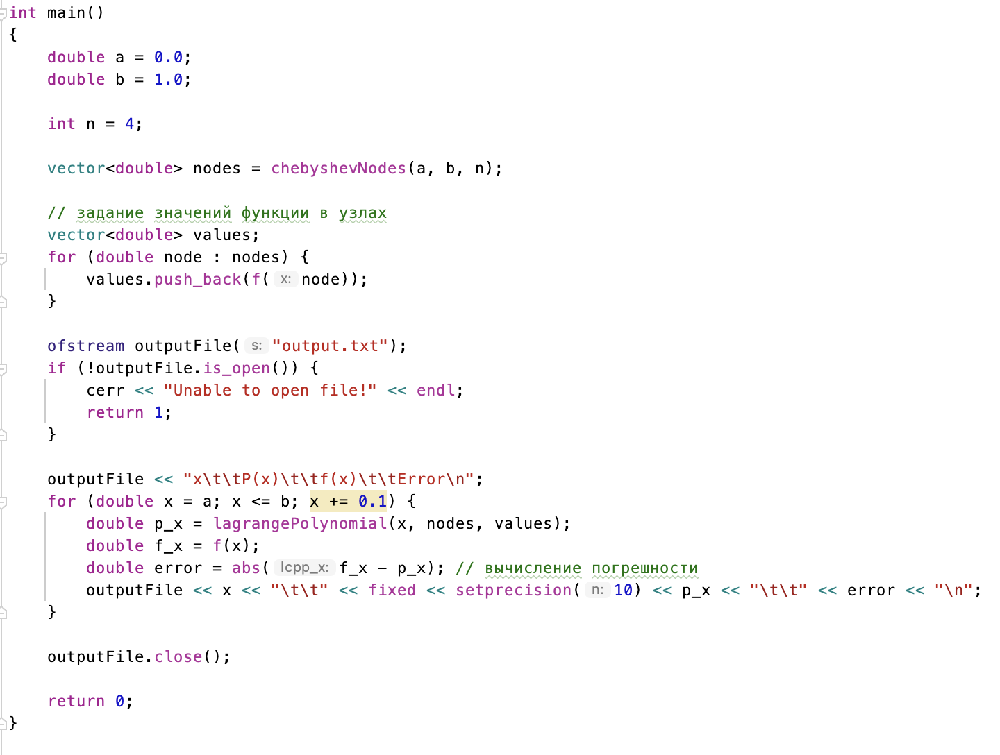 int main()
{
    double a = 0.0;
    double b = 1.0;

    int n = 4;

    vector<double> nodes = chebyshevNodes(a, b, n);

    // задание значений функции в узлах
    vector<double> values;
    for (double node : nodes) {
        values.push_back(f( x: node));
    }

    ofstream outputFile( s: "output.txt");
    if (!outputFile.is_open()) {
        cerr << "Unable to open file!" << endl;
        return 1;
    }

    outputFile << "x\t\tP(x)\t\tf(x)\t\tError\n";
    for (double x = a; x <= b; x += 0.1) {
        double p_x = lagrangePolynomial(x, nodes, values);
        double f_x = f(x);
        double error = abs( lcpp_x: f_x - p_x); // вычисление погрешности
        outputFile << x << "\t\t" << fixed << setprecision( n: 10) << p_x << "\t\t" << error << "\n";
    }

    outputFile.close();

    return 0;
}